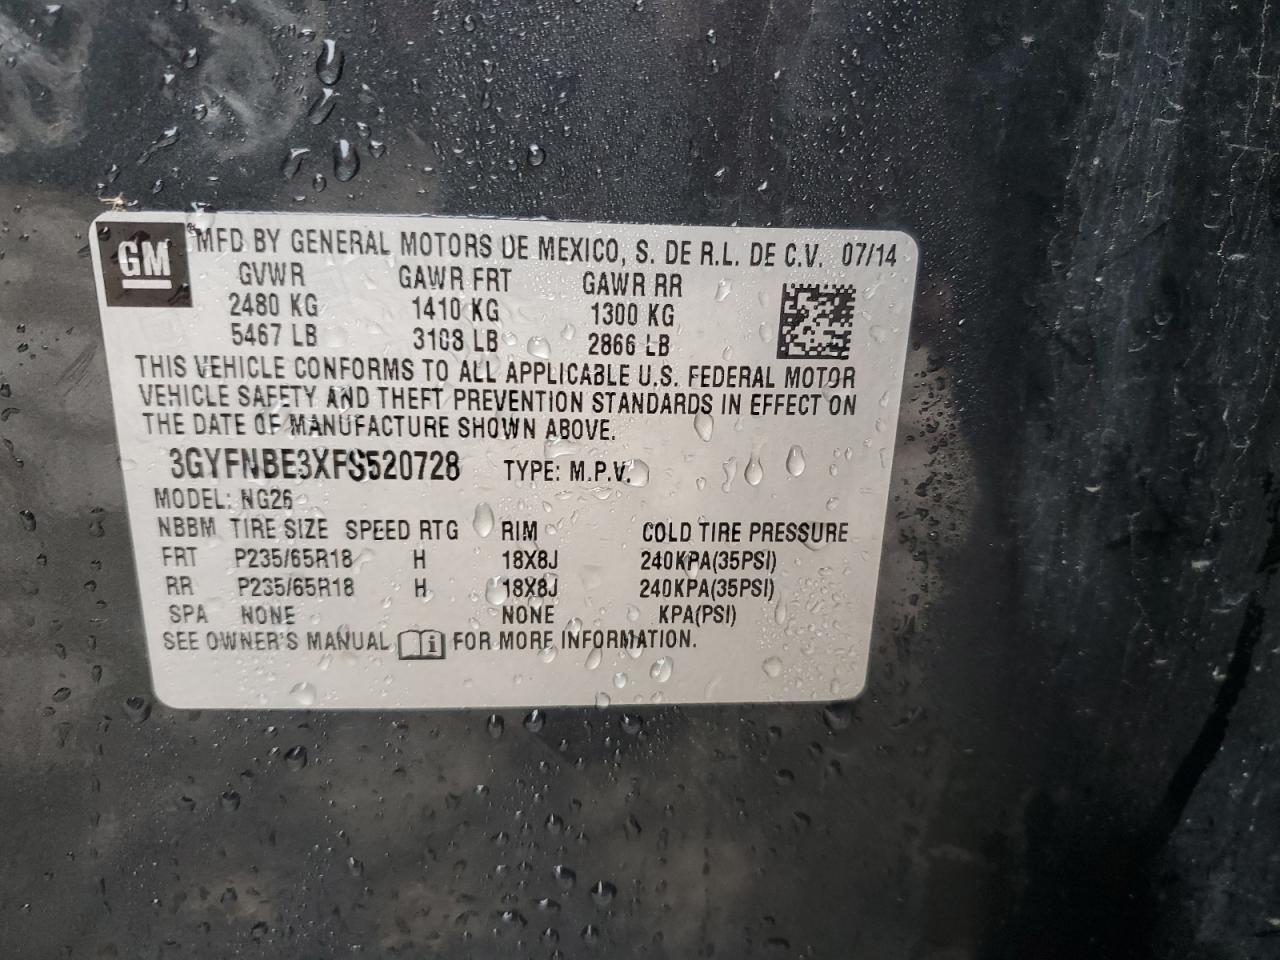 GM
® MFD BY GENERAL MOTORS DE MEXICO, S. DE R.L. DE C.V. 07/14
GVWR GAWR FRT GAWR RR
2480 KG 1410 KG 1300 KG
5467 LB 3108 LB 2866 LB
THIS VEHICLE CONFORMS TO ALL APPLICABLE U.S. FEDERAL MOTOR
VEHICLE SAFETY AND THEFT PREVENTION STANDARDS IN EFFECT ON
THE DATE OF MANUFACTURE SHOWN ABOVE.
3GYFNBE3XFS520728 TYPE: M.P.V.
MODEL: NG26
NBBM TIRE SIZE SPEED RTG RIM COLD TIRE PRESSURE
FRT P235/65R18 H 18X8J 240KPA(35PSI)
RR P235/65R18 H 18X8J 240KPA(35PSI)
SPA NONE NONE KPA(PSI)
SEE OWNER'S MANUAL i FOR MORE INFORMATION.